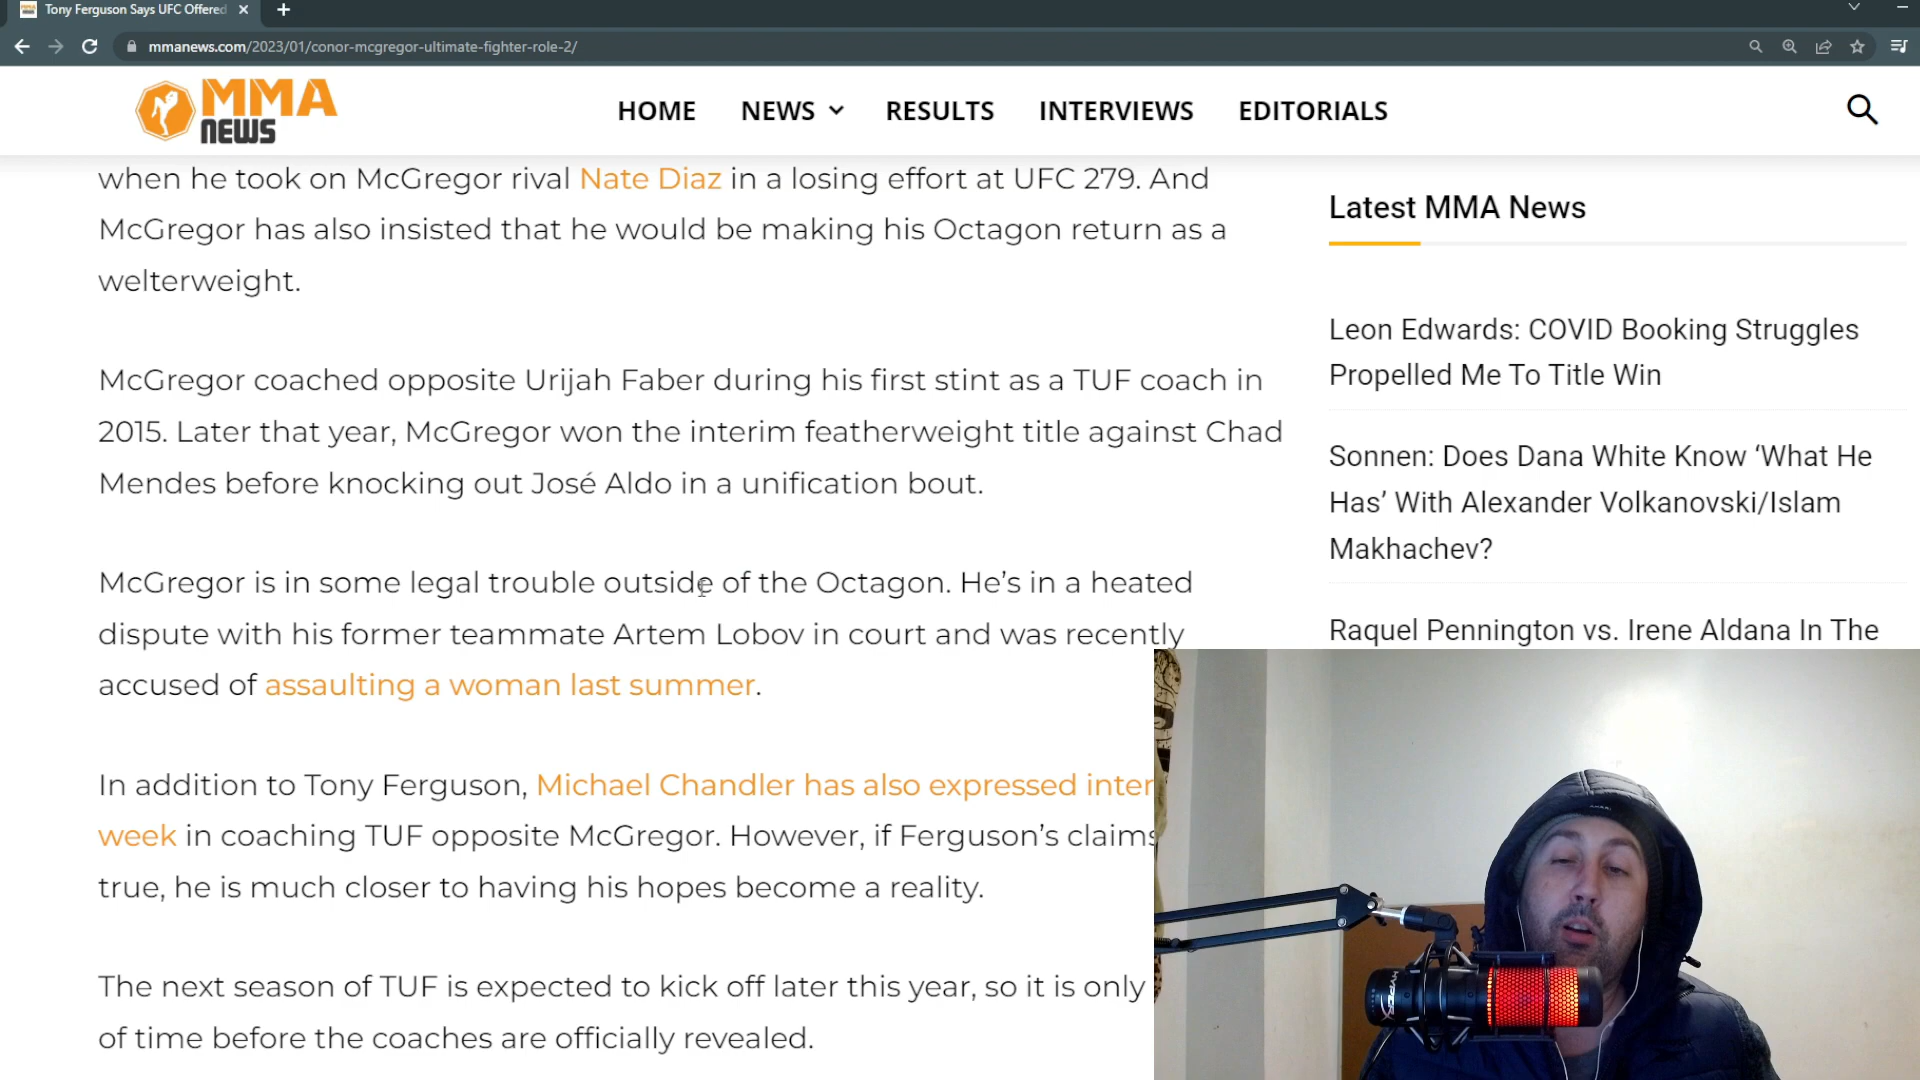 Tony Ferguson Says UFC Offered
mmanews.com/2023/01/conor-mcgregor-ultimate-fighter-role-2/
MMA
NEWS
HOME NEWS RESULTS INTERVIEWS EDITORIALS
when he took on McGregor rival Nate Diaz in a losing effort at UFC 279. And
McGregor has also insisted that he would be making his Octagon return as a
welterweight.
McGregor coached opposite Urijah Faber during his first stint as a TUF coach in
2015. Later that year, McGregor won the interim featherweight title against Chad
Mendes before knocking out José Aldo in a unification bout.
McGregor is in some legal trouble outside of the Octagon. He’s in a heated
dispute with his former teammate Artem Lobov in court and was recently
accused of assaulting a woman last summer.
In addition to Tony Ferguson, Michael Chandler has also expressed inter
week in coaching TUF opposite McGregor. However, if Ferguson’s claims
true, he is much closer to having his hopes become a reality.
The next season of TUF is expected to kick off later this year, so it is only
of time before the coaches are officially revealed.
Latest MMA News
Leon Edwards: COVID Booking Struggles
Propelled Me To Title Win
Sonnen: Does Dana White Know ‘What He
Has’ With Alexander Volkanovski/Islam
Makhachev?
Raquel Pennington vs. Irene Aldana In The
HYPERX